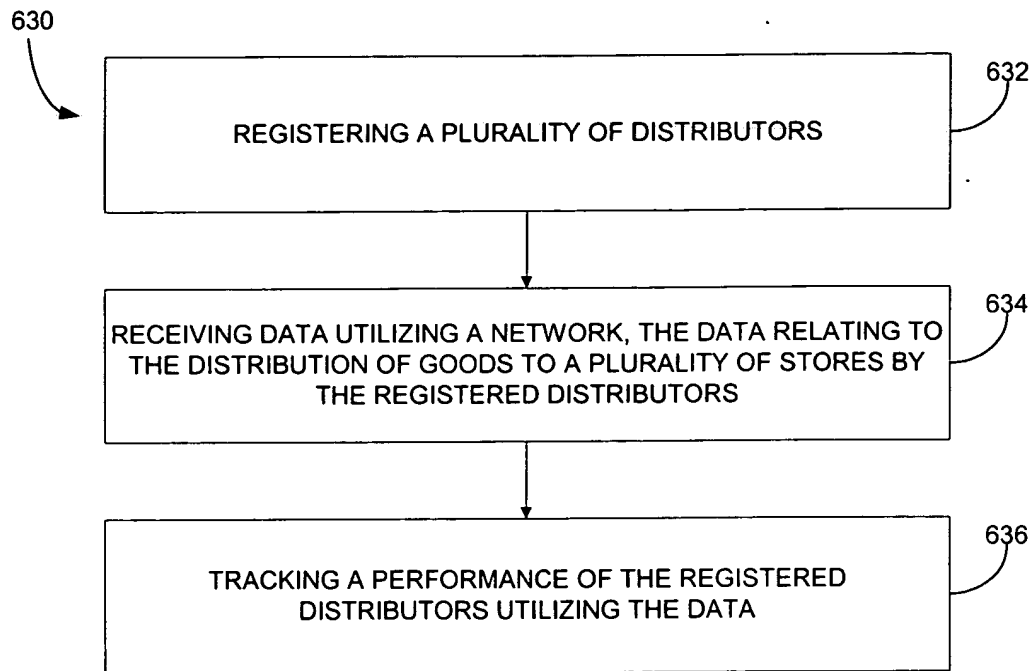 630
632
REGISTERING A PLURALITY OF DISTRIBUTORS
634
RECEIVING DATA UTILIZING A NETWORK, THE DATA RELATING TO
THE DISTRIBUTION OF GOODS TO A PLURALITY OF STORES BY
THE REGISTERED DISTRIBUTORS
636
TRACKING A PERFORMANCE OF THE REGISTERED
DISTRIBUTORS UTILIZING THE DATA